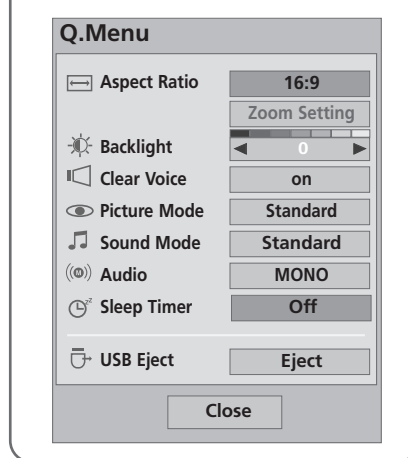 Q.Menu
Aspect Ratio 16:9
Zoom Setting
Backlight 0
Clear Voice on
Picture Mode Standard
Sound Mode Standard
Audio MONO
Sleep Timer Off
USB Eject Eject
Close